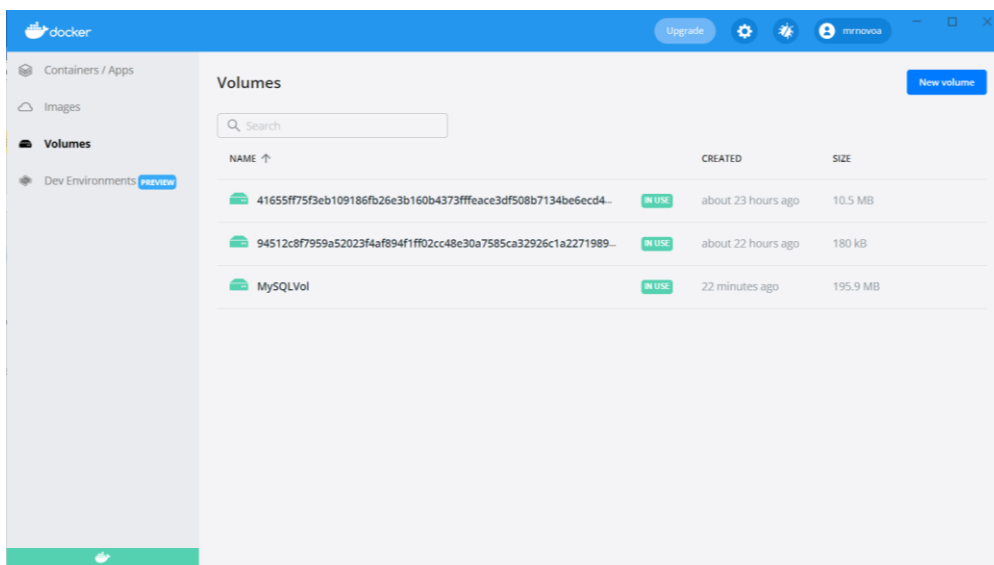 docker
Upgrade
mrnovoa
Containers / Apps
Images
Volumes
Dev Environments PREVIEW
Volumes
New volume
Search
NAME CREATED SIZE
41655ff75f3eb109186fb26e3b160b4373fffeace3df508b7134be6ecd4... IN USE about 23 hours ago 10.5 MB
94512c8f7959a52023f4af894f1ff02cc48e30a7585ca32926c1a2271989... IN USE about 22 hours ago 180 kB
MySQLVol IN USE 22 minutes ago 195.9 MB